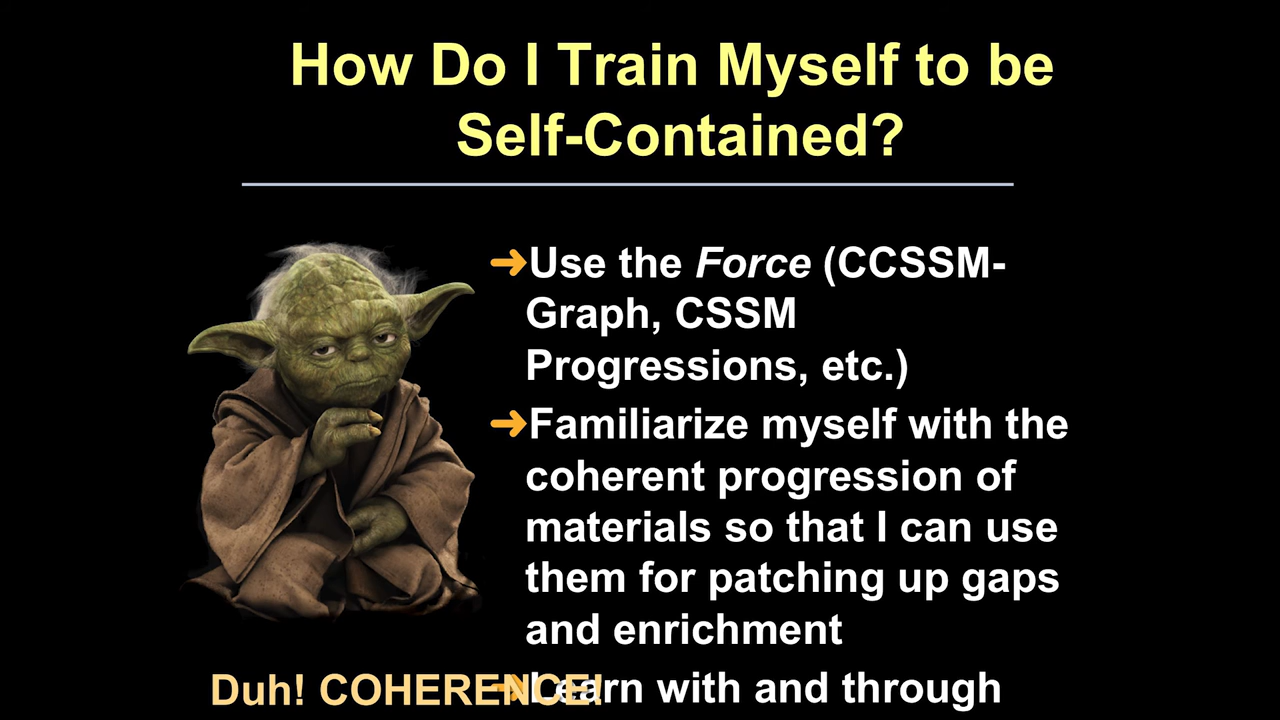 How Do I Train Myself to be
Self-Contained?
➜Use the Force (CCSSM-
Graph, CSSM
Progressions, etc.)
➜Familiarize myself with the
coherent progression of
materials so that I can use
them for patching up gaps
and enrichment
➜Learn with and through
Duh! COHERENCE!